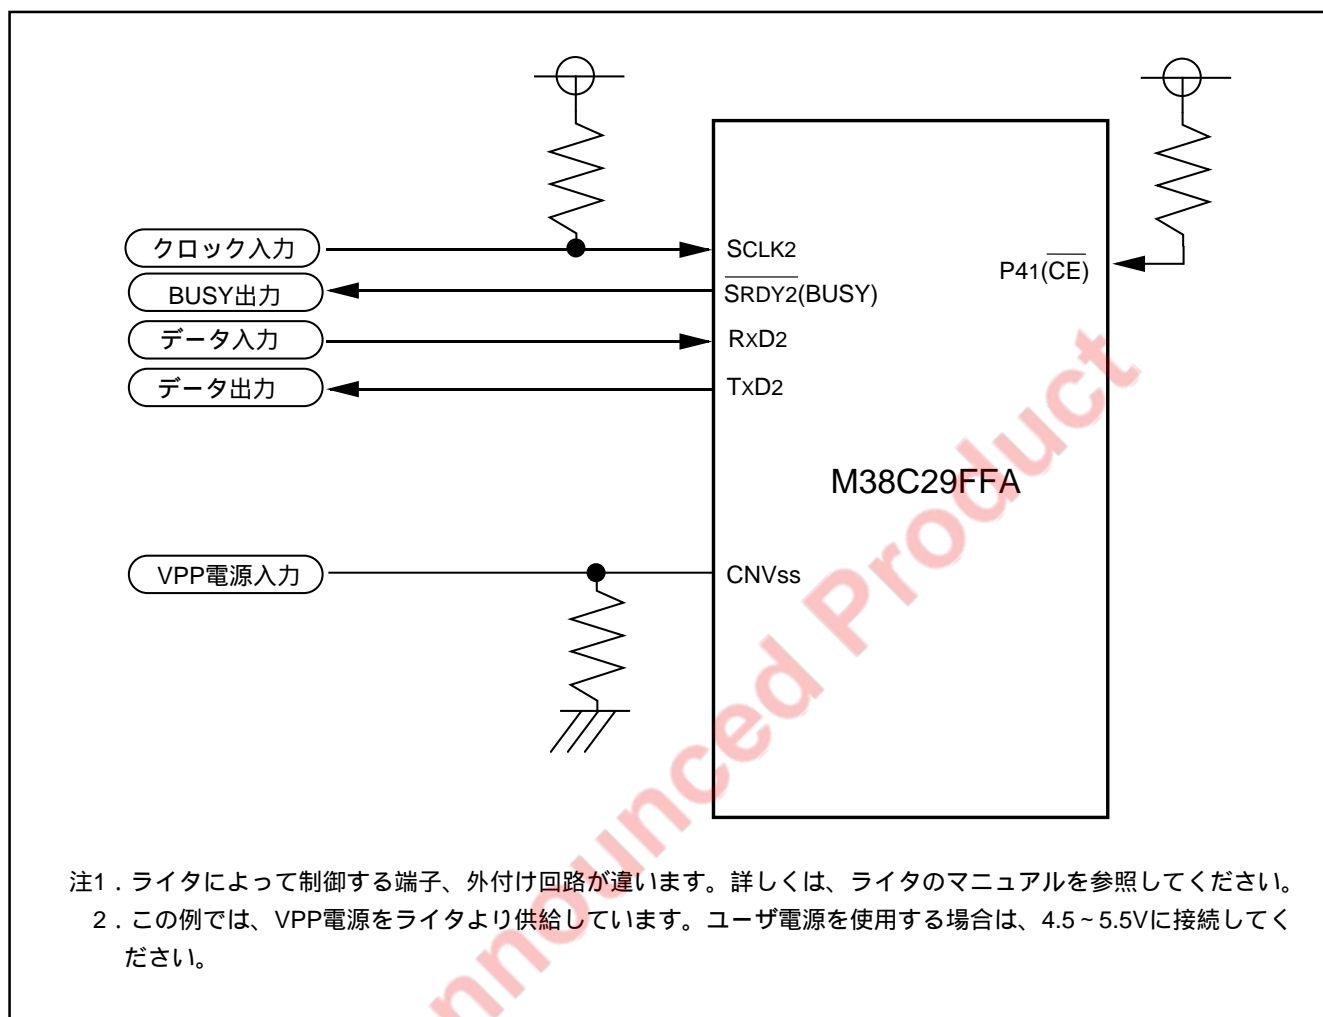 クロック入力
SCLK2
P41(CE)
BUSY出力
SRDY2(BUSY)
データ入力
RxD2
データ出力
TxD2
M38C29FFA
VPP電源入力
CNVss
注1．ライタによって制御する端子、外付け回路が違います。詳しくは、ライタのマニュアルを参照してください。
2．この例では、VPP電源をライタより供給しています。ユーザ電源を使用する場合は、4.5～5.5Vに接続してく
ださい。
nnounced Product